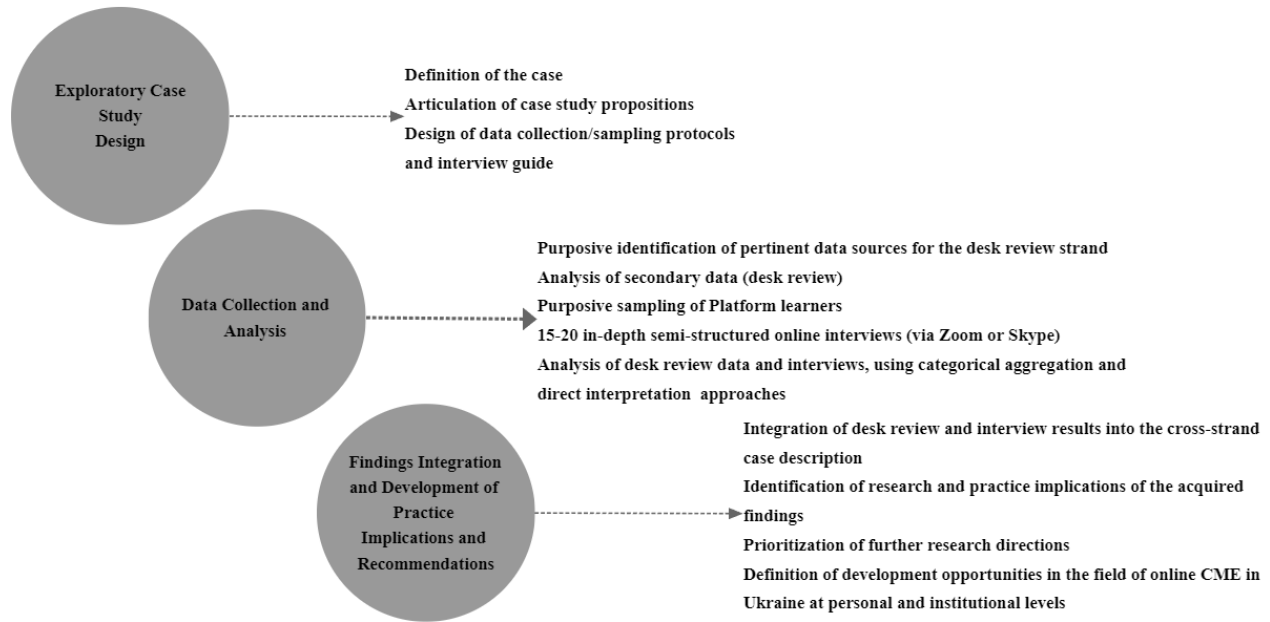 Exploratory Case
Study
Design
Definition of the case
Articulation of case study propositions
Design of data collection/sampling protocols
and interview guide
Data Collection and
Analysis
Purposive identification of pertinent data sources for the desk review strand
Analysis of secondary data (desk review)
Purposive sampling of Platform learners
15-20 in-depth semi-structured online interviews (via Zoom or Skype)
Analysis of desk review data and interviews, using categorical aggregation and
direct interpretation approaches
Findings Integration
and Development of
Practice
Implications and
Recommendations
Integration of desk review and interview results into the cross-strand
case description
Identification of research and practice implications of the acquired
findings
Prioritization of further research directions
Definition of development opportunities in the field of online CME in
Ukraine at personal and institutional levels